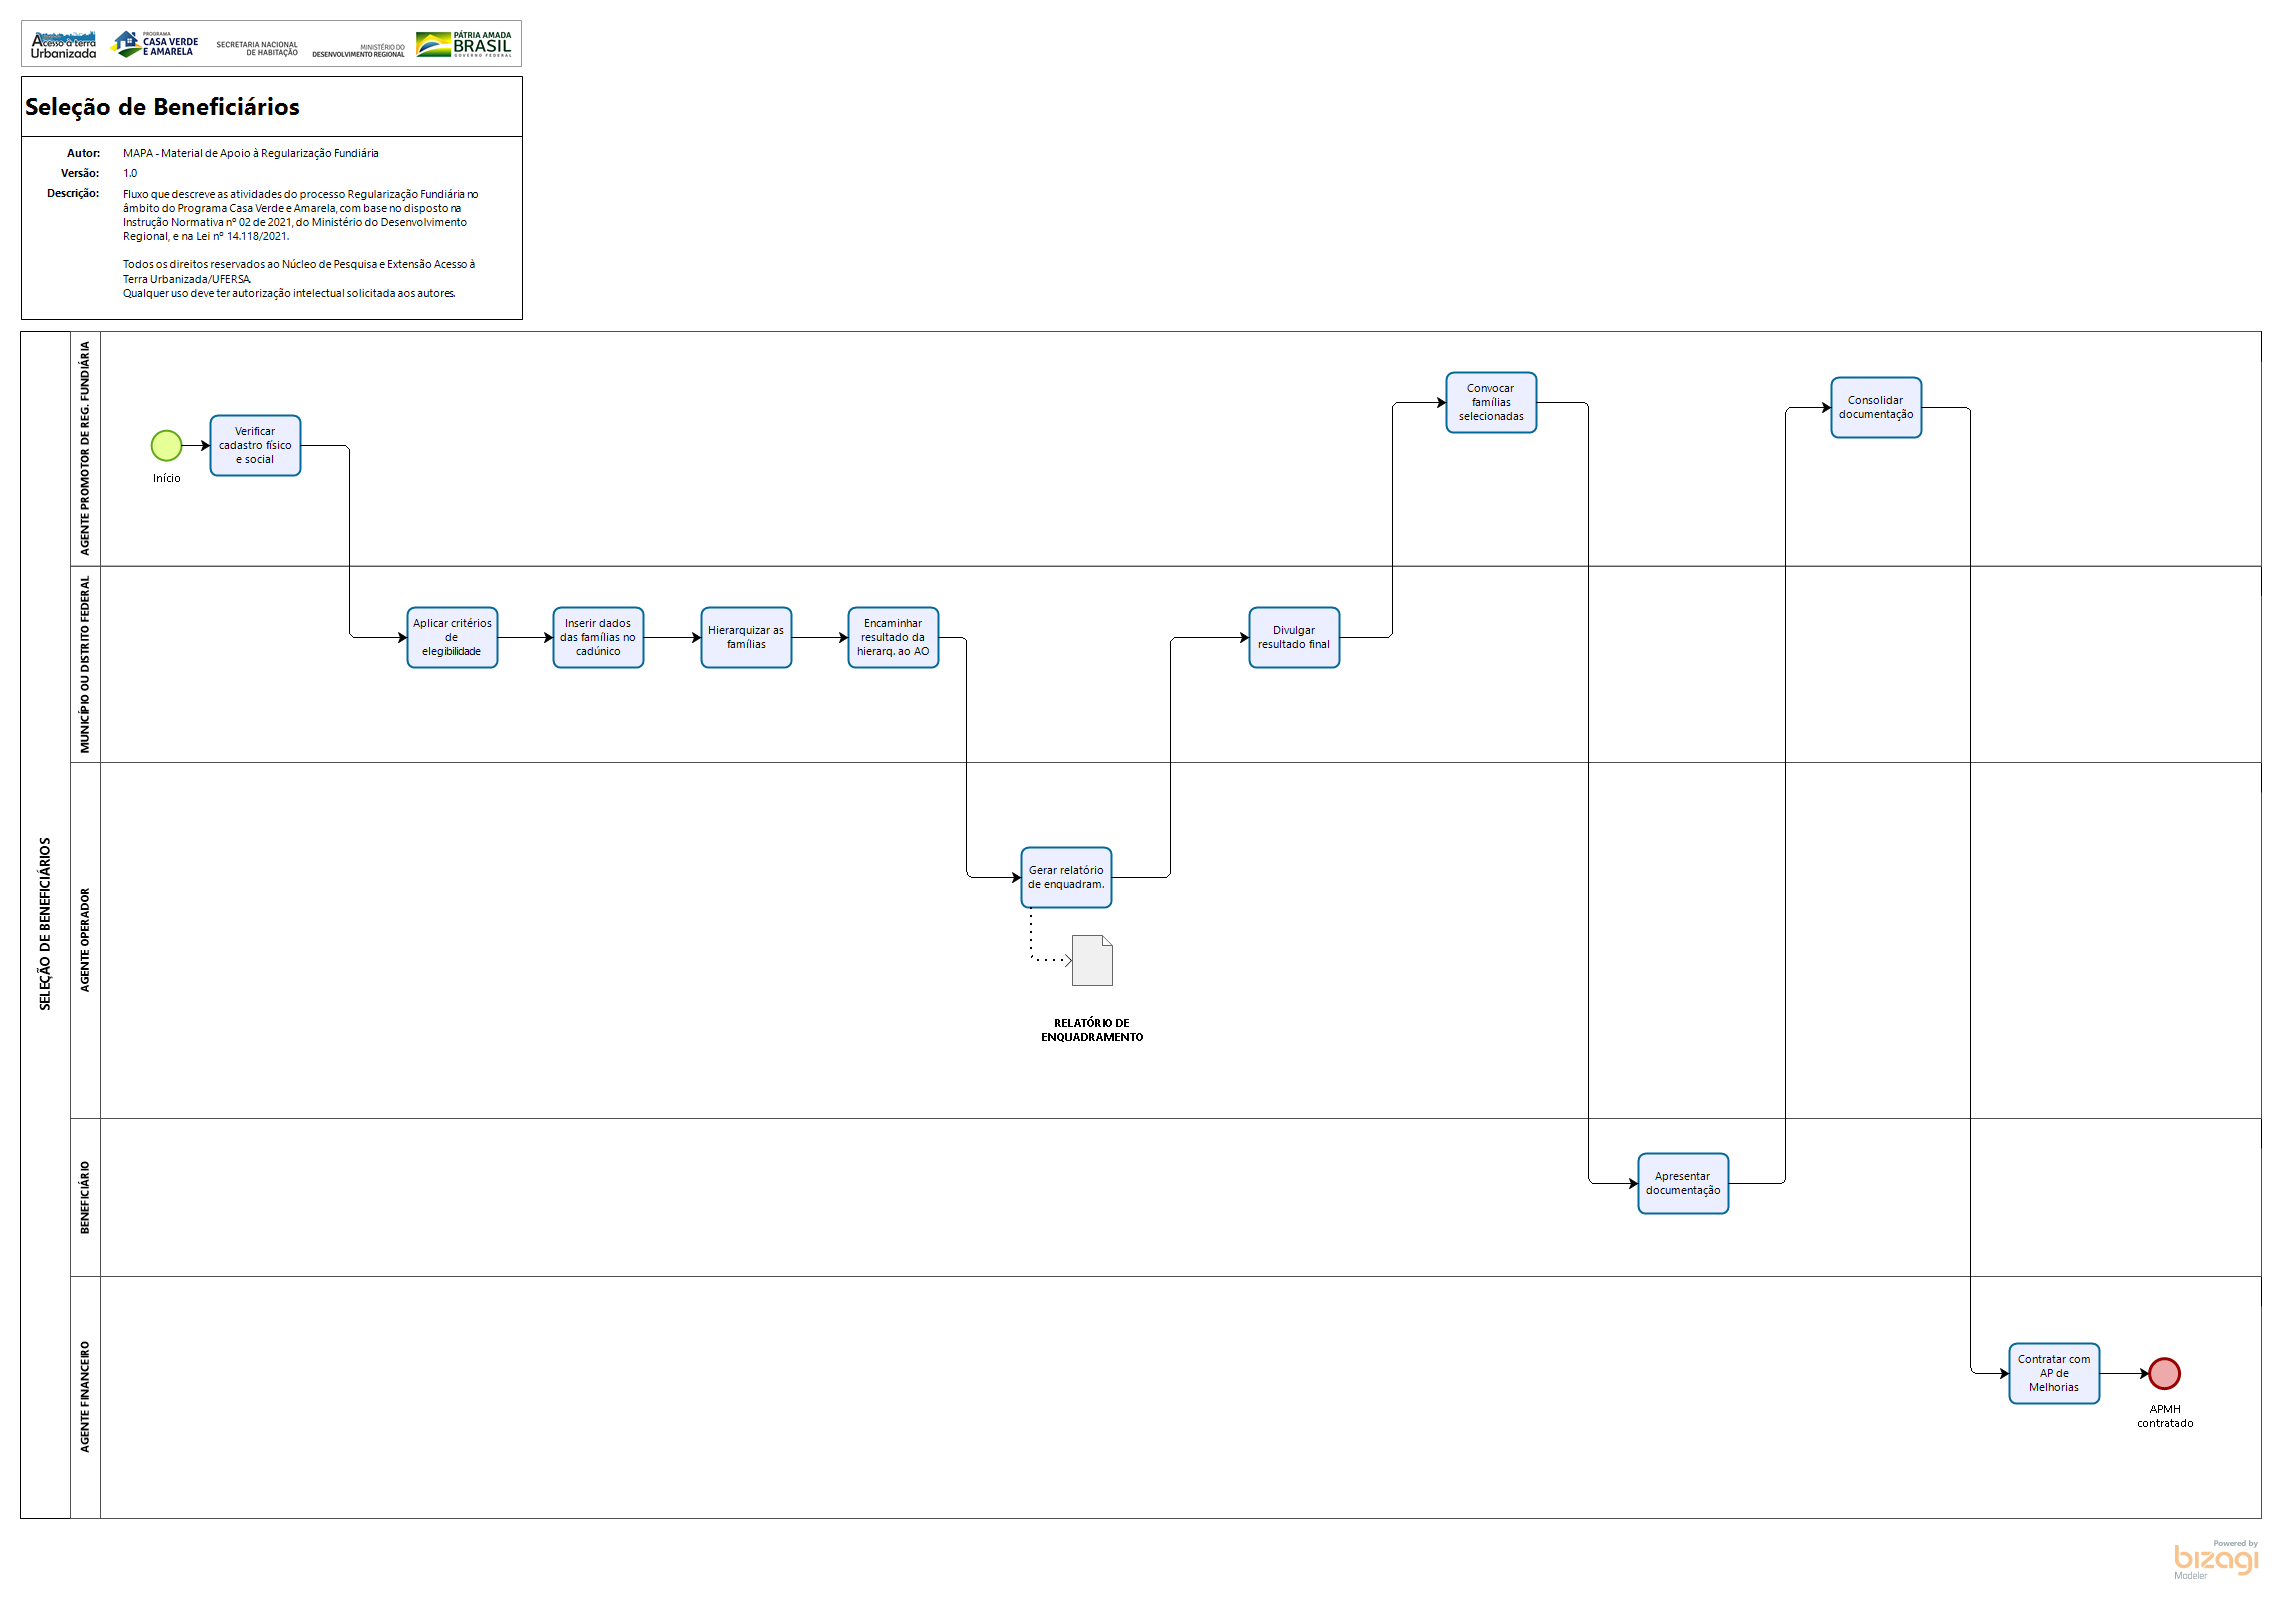 Acesso à terra
Urbanizada
PROGRAMA
CASA VERDE
E AMARELA
SECRETARIA NACIONAL
DE HABITAÇÃO
MINISTÉRIO DO
DESENVOLVIMENTO REGIONAL
PÁTRIA AMADA
BRASIL
GOVERNO FEDERAL
Seleção de Beneficiários
Autor: MAPA - Material de Apoio à Regularização Fundiária
Versão: 1.0
Descrição: Fluxo que descreve as atividades do processo Regularização Fundiária no
âmbito do Programa Casa Verde e Amarela, com base no disposto na
Instrução Normativa nº 02 de 2021, do Ministério do Desenvolvimento
Regional, e na Lei nº 14.118/2021.
Todos os direitos reservados ao Núcleo de Pesquisa e Extensão Acesso à
Terra Urbanizada/UFERSA.
Qualquer uso deve ter autorização intelectual solicitada aos autores.
SELEÇÃO DE BENEFICIÁRIOS
AGENTE PROMOTOR DE REG. FUNDIÁRIA
Início
Verificar
cadastro físico
e social
Convocar
famílias
selecionadas
Consolidar
documentação
MUNICÍPIO OU DISTRITO FEDERAL
Aplicar critérios
de
elegibilidade
Inserir dados
das famílias no
cadúnico
Hierarquizar as
famílias
Encaminhar
resultado da
hierarq. ao AO
Divulgar
resultado final
AGENTE OPERADOR
Gerar relatório
de enquadram.
RELATÓRIO DE
ENQUADRAMENTO
BENEFICIÁRIO
Apresentar
documentação
AGENTE FINANCEIRO
Contratar com
AP de
Melhorias
APMH
contratado
Powered by
bizagi
Modeler